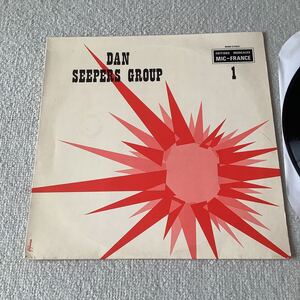 DAN
SEEPERS GROUP
EDITIONS MUSICALES
MIC-FRANCE
1